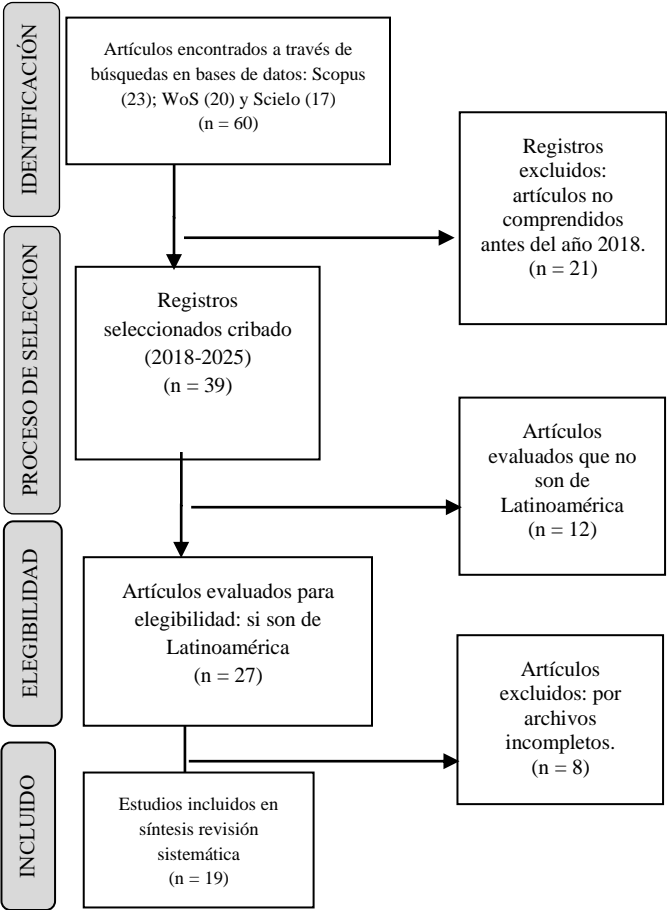 IDENTIFICACIÓN
Artículos encontrados a través de
búsquedas en bases de datos: Scopus
(23); WoS (20) y Scielo (17)
(n = 60)
Registros
excluidos:
artículos no
comprendidos
antes del año 2018.
(n = 21)
PROCESO DE SELECCION
Registros
seleccionados cribado
(2018-2025)
(n = 39)
Artículos
evaluados que no
son de
Latinoamérica
(n = 12)
ELEGIBILIDAD
Artículos evaluados para
elegibilidad: si son de
Latinoamérica
(n = 27)
Artículos
excluidos: por
archivos
incompletos.
(n = 8)
INCLUIDO
Estudios incluidos en
síntesis revisión
sistemática
(n = 19)